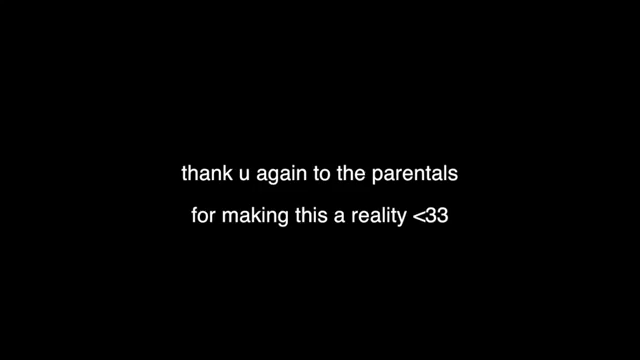 thank u again to the parentals
for making this a reality <33